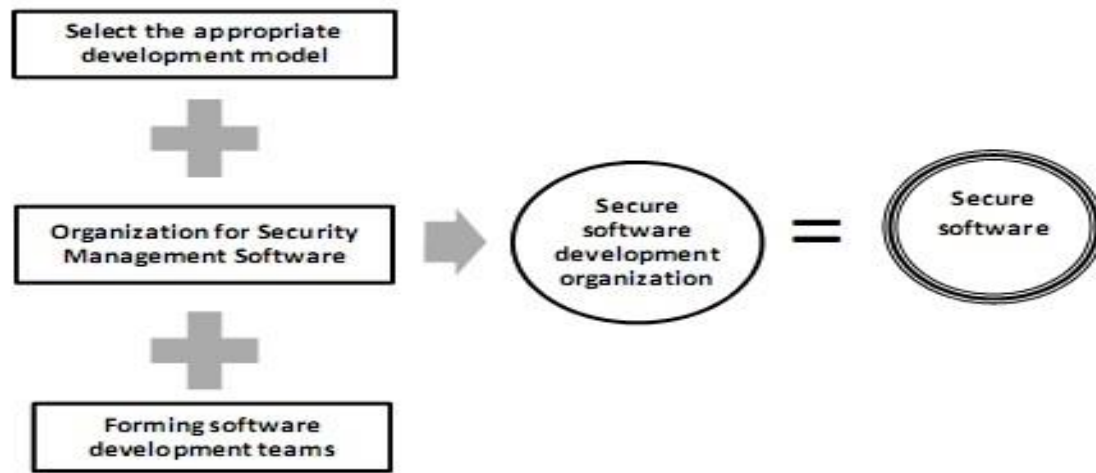 Select the appropriate
development model
Organization for Security
Management Software
Forming software
development teams
Secure
software
development
organization
=
Secure
software